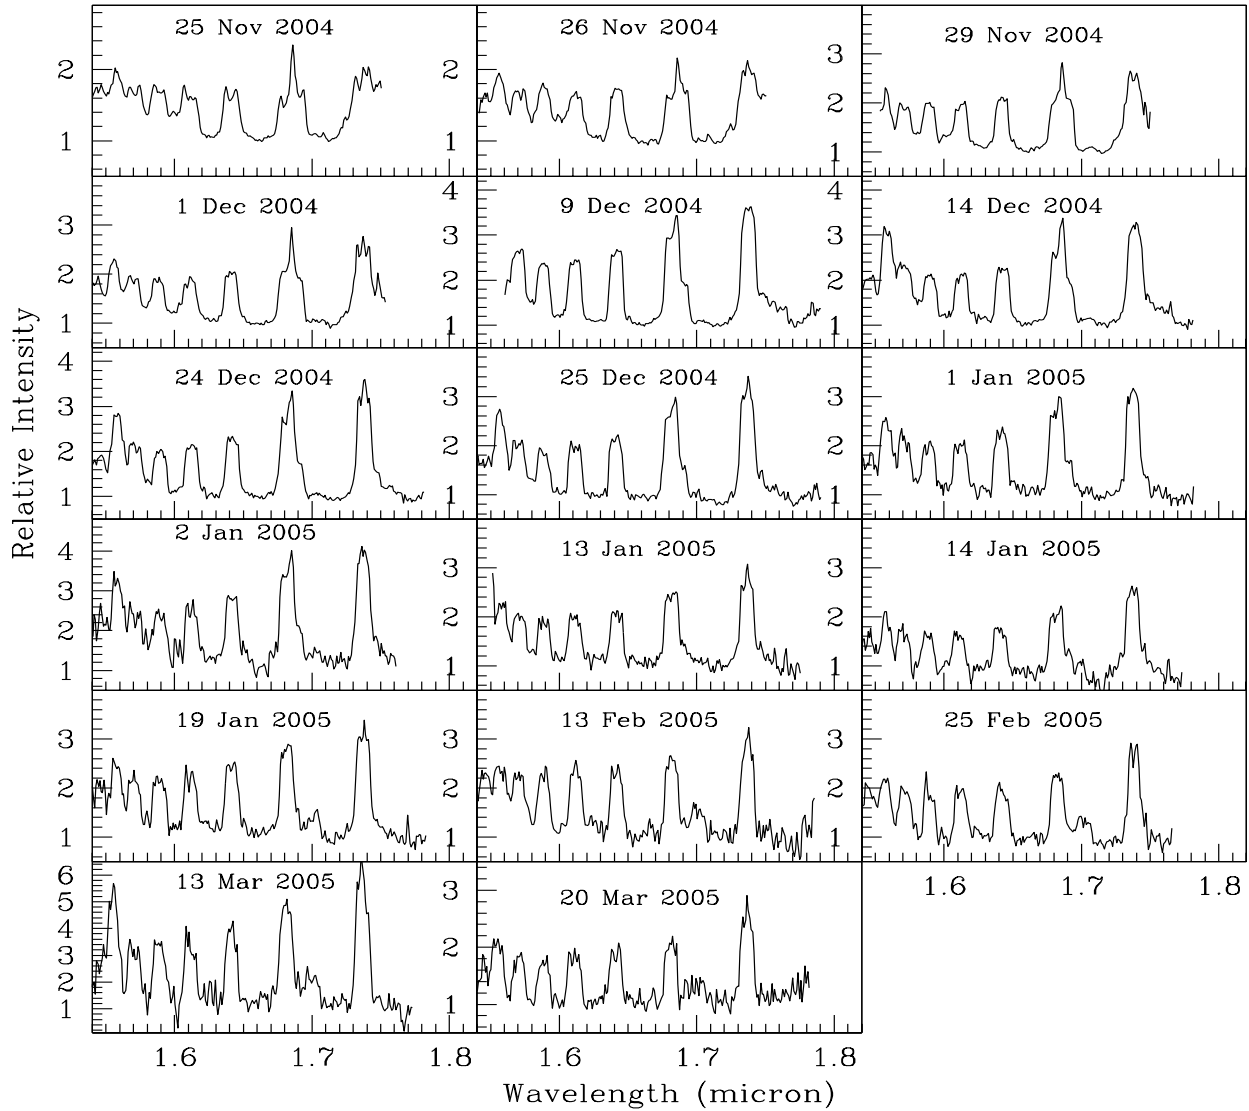 25 Nov 2004
26 Nov 2004
29 Nov 2004
2
1
2
1
3
2
1
1 Dec 2004
9 Dec 2004
14 Dec 2004
3
2
1
4
3
2
1
4
3
2
1
24 Dec 2004
25 Dec 2004
1 Jan 2005
4
3
2
1
3
2
1
3
2
1
2 Jan 2005
13 Jan 2005
14 Jan 2005
4
3
2
1
3
2
1
3
2
1
19 Jan 2005
13 Feb 2005
25 Feb 2005
3
2
1
3
2
1
3
2
1
13 Mar 2005
20 Mar 2005
6
5
4
3
2
1
3
2
1
1.6 1.7 1.8
1.6 1.7 1.8
1.6 1.7 1.8
Relative Intensity
Wavelength (micron)